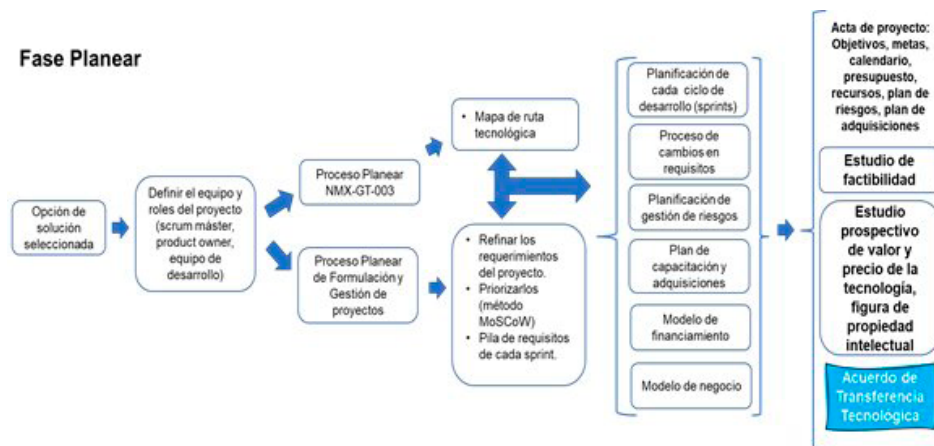 Fase Planear
Opción de
solución
seleccionada
Definir el equipo y
roles del proyecto
(scrum máster,
product owner,
equipo de
desarrollo)
Proceso Planear
NMX-GT-003
Proceso Planear
de Formulación y
Gestión de
proyectos
• Mapa de ruta
tecnológica
• Refinar los
requerimientos
del proyecto.
• Priorizarlos
(método
MoSCoW)
• Pila de requisitos
de cada sprint.
Planificación de
cada ciclo de
desarrollo (sprints)
Proceso de
cambios en
requisitos
Planificación de
gestión de riesgos
Plan de
capacitación y
adquisiciones
Modelo de
financiamiento
Modelo de negocio
Acta de proyecto:
Objetivos, metas,
calendario,
presupuesto,
recursos, plan de
riesgos, plan de
adquisiciones
Estudio de
factibilidad
Estudio
prospectivo
de valor y
precio de la
tecnología,
figura de
propiedad
intelectual
Acuerdo de
Transferencia
Tecnológica